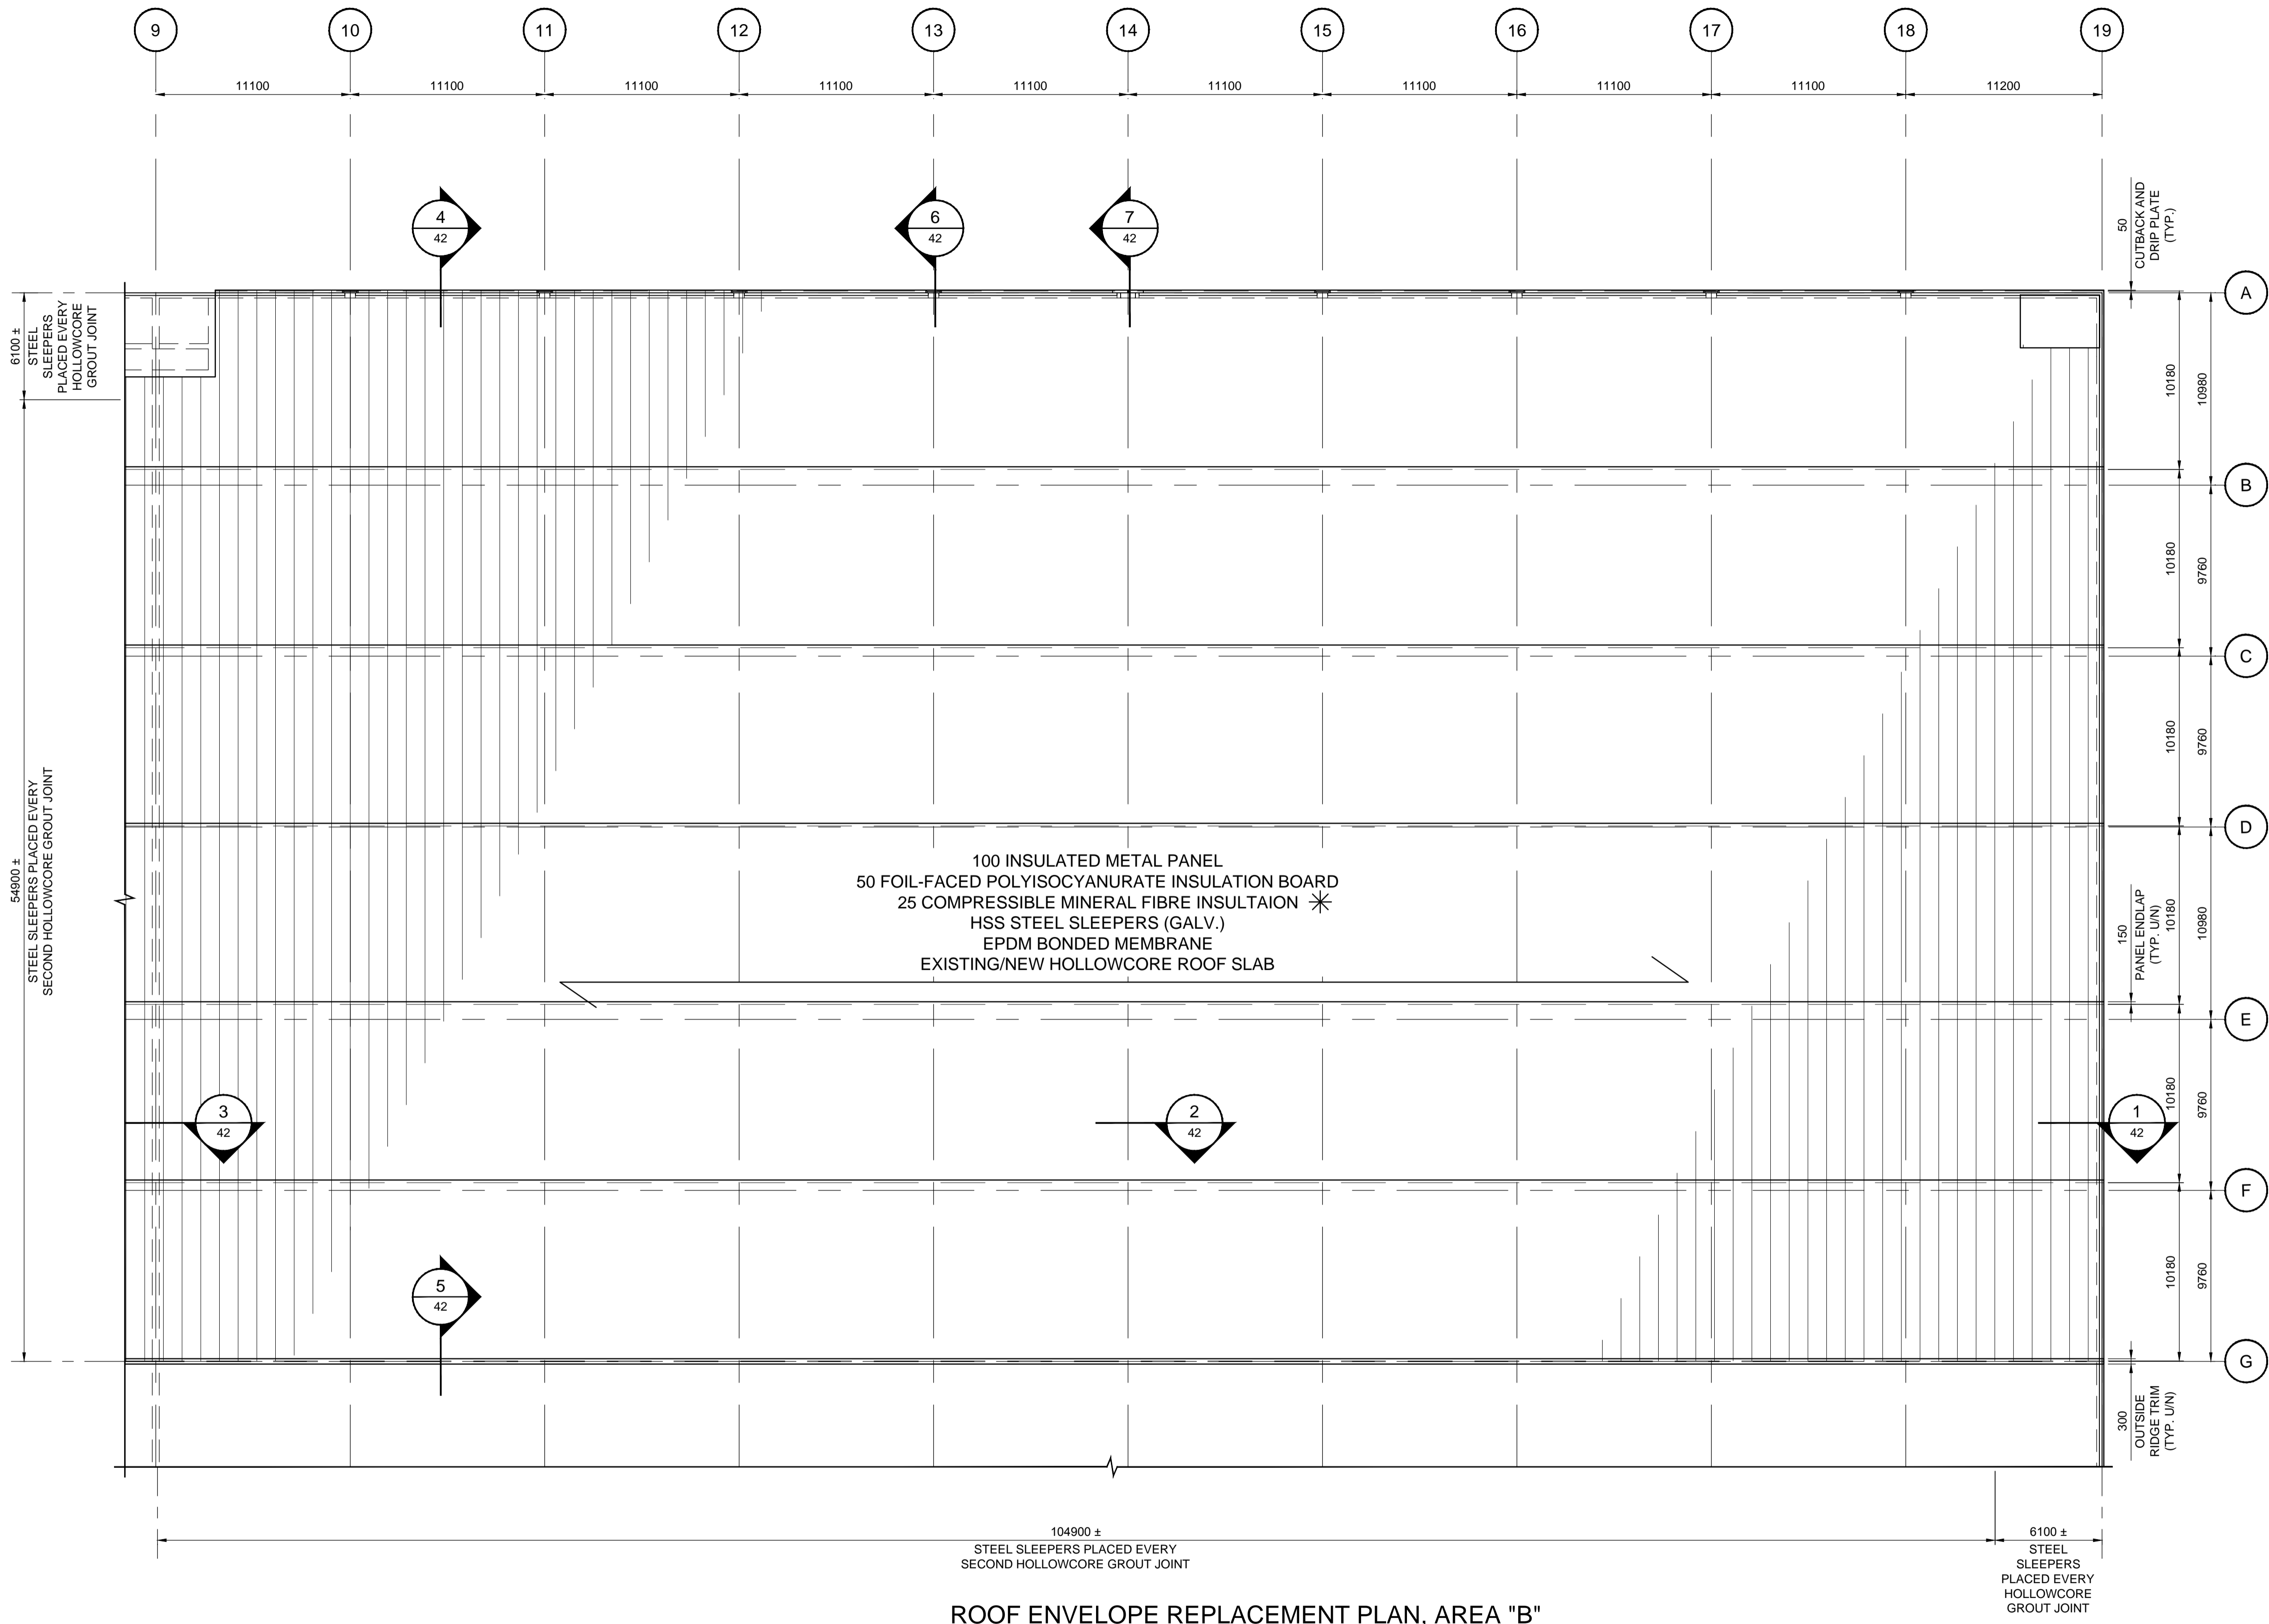 9
10
11
12
13
14
15
16
17
18
19
11100
11100
11100
11100
11100
11100
11100
11100
11100
11200
50
CUTBACK AND
DRIP PLATE
(TYP.)
4
42
6
42
7
42
A
6100 ±
STEEL
SLEEPERS
PLACED EVERY
HOLLOWCORE
GROUT JOINT
10180
10980
B
10180
9760
C
10180
9760
D
54900 ±
STEEL SLEEPERS PLACED EVERY
SECOND HOLLOWCORE GROUT JOINT
100 INSULATED METAL PANEL
50 FOIL-FACED POLYISOCYANURATE INSULATION BOARD
25 COMPRESSIBLE MINERAL FIBRE INSULTAION
HSS STEEL SLEEPERS (GALV.)
EPDM BONDED MEMBRANE
EXISTING/NEW HOLLOWCORE ROOF SLAB
150
PANEL ENDLAP
(TYP. U/N)
10180
10980
E
3
42
2
42
1
42
10180
9760
F
5
42
10180
9760
G
300
OUTSIDE
RIDGE TRIM
(TYP. U/N)
104900 ±
STEEL SLEEPERS PLACED EVERY
SECOND HOLLOWCORE GROUT JOINT
6100 ±
STEEL
SLEEPERS
PLACED EVERY
HOLLOWCORE
GROUT JOINT
ROOF ENVELOPE REPLACEMENT PLAN, AREA "B"